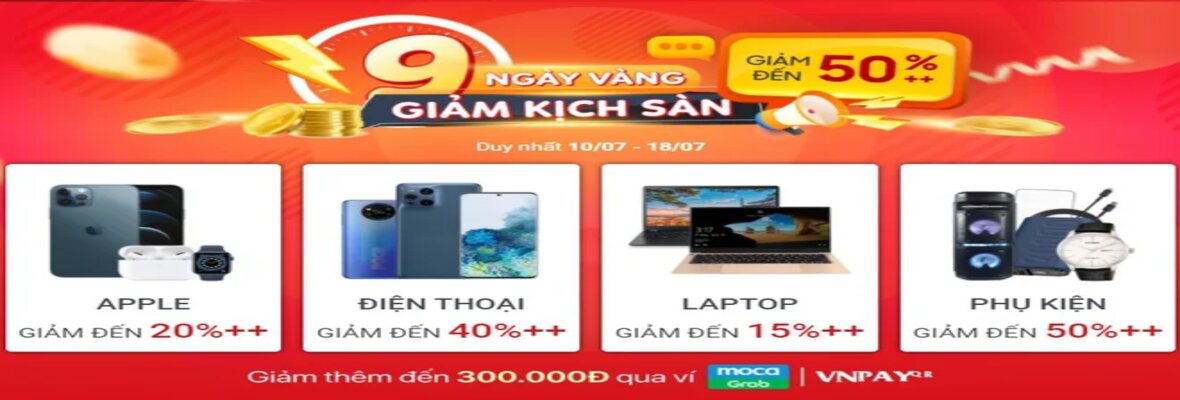 9
NGÀY VÀNG
GIẢM KỊCH SÀN
GIẢM ĐẾN 50%++
Duy nhất 10/07 - 18/07
APPLE
GIẢM ĐẾN 20%++
ĐIỆN THOẠI
GIẢM ĐẾN 40%++
LAPTOP
GIẢM ĐẾN 15%++
PHỤ KIỆN
GIẢM ĐẾN 50%++
Giảm thêm đến 300.000Đ qua ví moca Grab | VNPAYQR